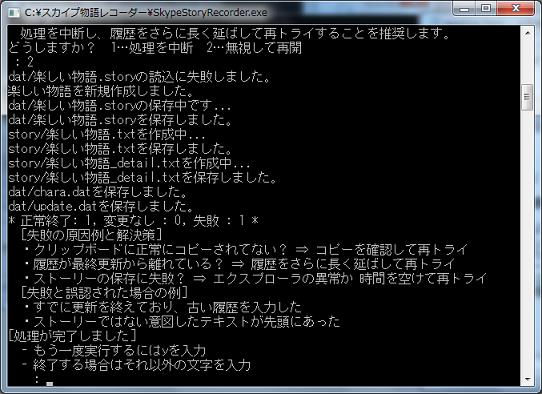 C:¥スカイプ物語レコーダー¥SkypeStoryRecorder.exe
処理を中断し、履歴をさらに長く延ばして再トライすることを推奨します。
どうしますか？　1…処理を中断　2…無視して再開
: 2
dat/楽しい物語.storyの読込に失敗しました。
楽しい物語を新規作成しました。
dat/楽しい物語.storyの保存中です...
dat/楽しい物語.storyを保存しました。
story/楽しい物語.txtを作成中...
story/楽しい物語.txtを保存しました。
story/楽しい物語_detail.txtを作成中...
story/楽しい物語_detail.txtを保存しました。
dat/chara.datを保存しました。
dat/update.datを保存しました。
* 正常終了: 1, 変更なし : 0, 失敗 : 1 *
［失敗の原因例と解決策］
・クリップボードに正常にコピーされてない？ ⇒ コピーを確認して再トライ
・履歴が最終更新から離れている？ ⇒ 履歴をさらに長く延ばして再トライ
・ストーリーの保存に失敗？ ⇒ エクスプローラの異常か 時間を空けて再トライ
［失敗と誤認された場合の例］
・すでに更新を終えており、古い履歴を入力した
・ストーリーではない意図したテキストが先頭にあった
[処理が完了しました]
- もう一度実行するにはyを入力
- 終了する場合はそれ以外の文字を入力
: